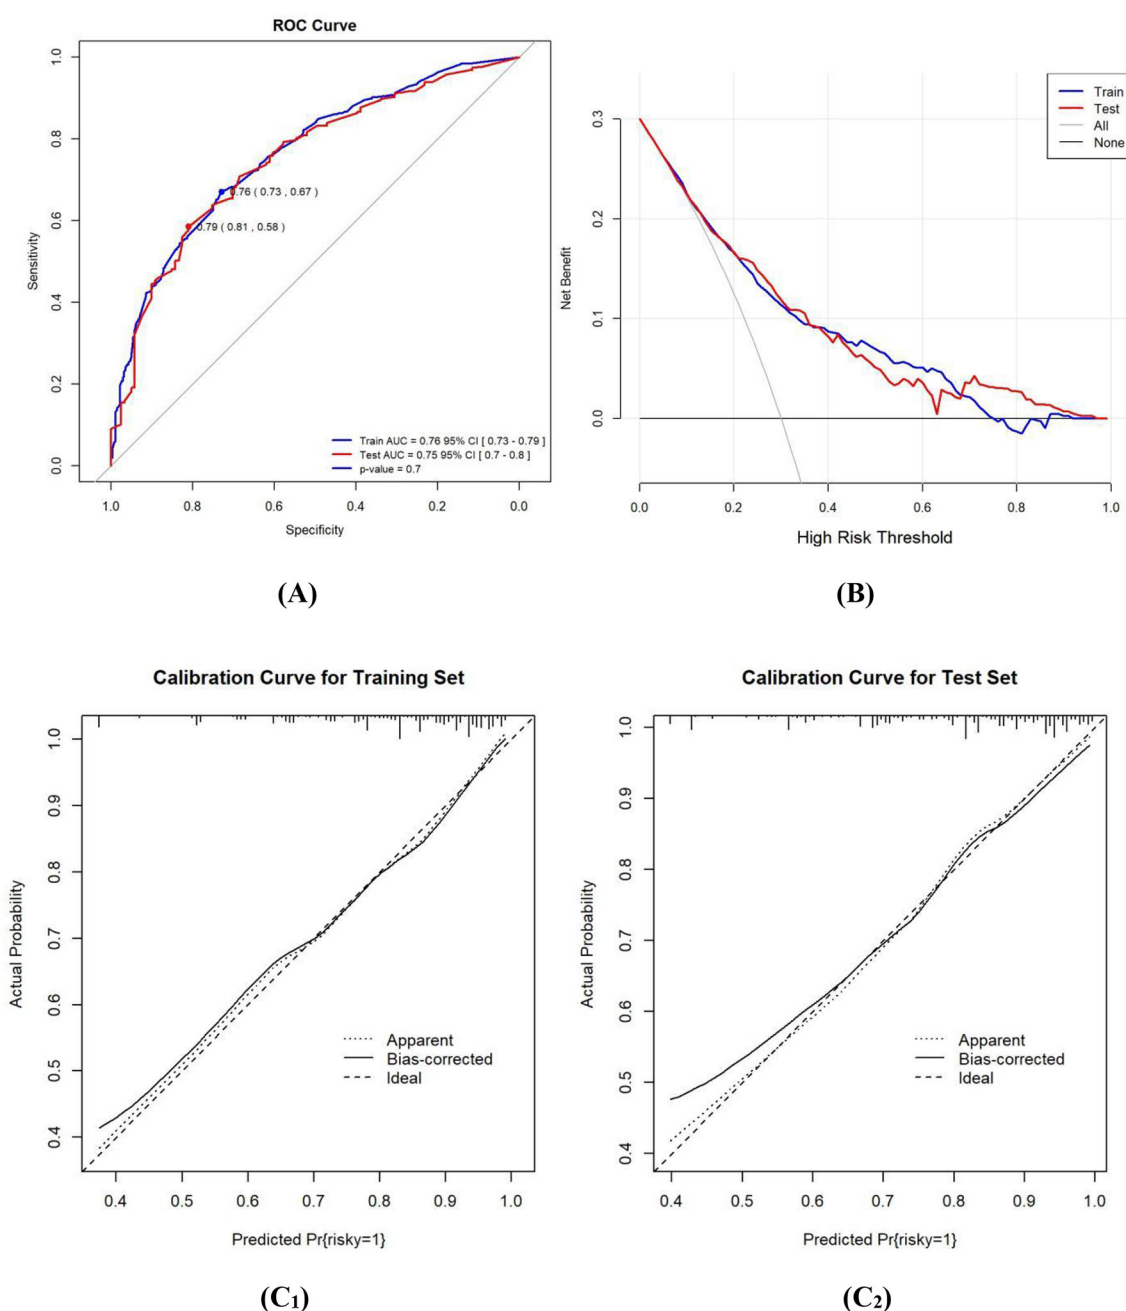 ROC Curve
1.0
0.8
0.6
0.4
0.2
0.0
Sensitivity
0.76 ( 0.73 , 0.67 )
0.79 ( 0.81 , 0.58 )
Train AUC = 0.76 95% CI [ 0.73 - 0.79 ]
Test AUC = 0.75 95% CI [ 0.7 - 0.8 ]
p-value = 0.7
1.0 0.8 0.6 0.4 0.2 0.0
Specificity
(A)
Train
Test
All
None
0.3
0.2
0.1
0.0
Net Benefit
0.0 0.2 0.4 0.6 0.8 1.0
High Risk Threshold
(B)
Calibration Curve for Training Set
1.0
0.9
0.8
0.7
0.6
0.5
0.4
Actual Probability
Apparent
Bias-corrected
Ideal
0.4 0.5 0.6 0.7 0.8 0.9 1.0
Predicted Pr{risky=1}
(C₁)
Calibration Curve for Test Set
1.0
0.9
0.8
0.7
0.6
0.5
0.4
Actual Probability
Apparent
Bias-corrected
Ideal
0.4 0.5 0.6 0.7 0.8 0.9 1.0
Predicted Pr{risky=1}
(C₂)